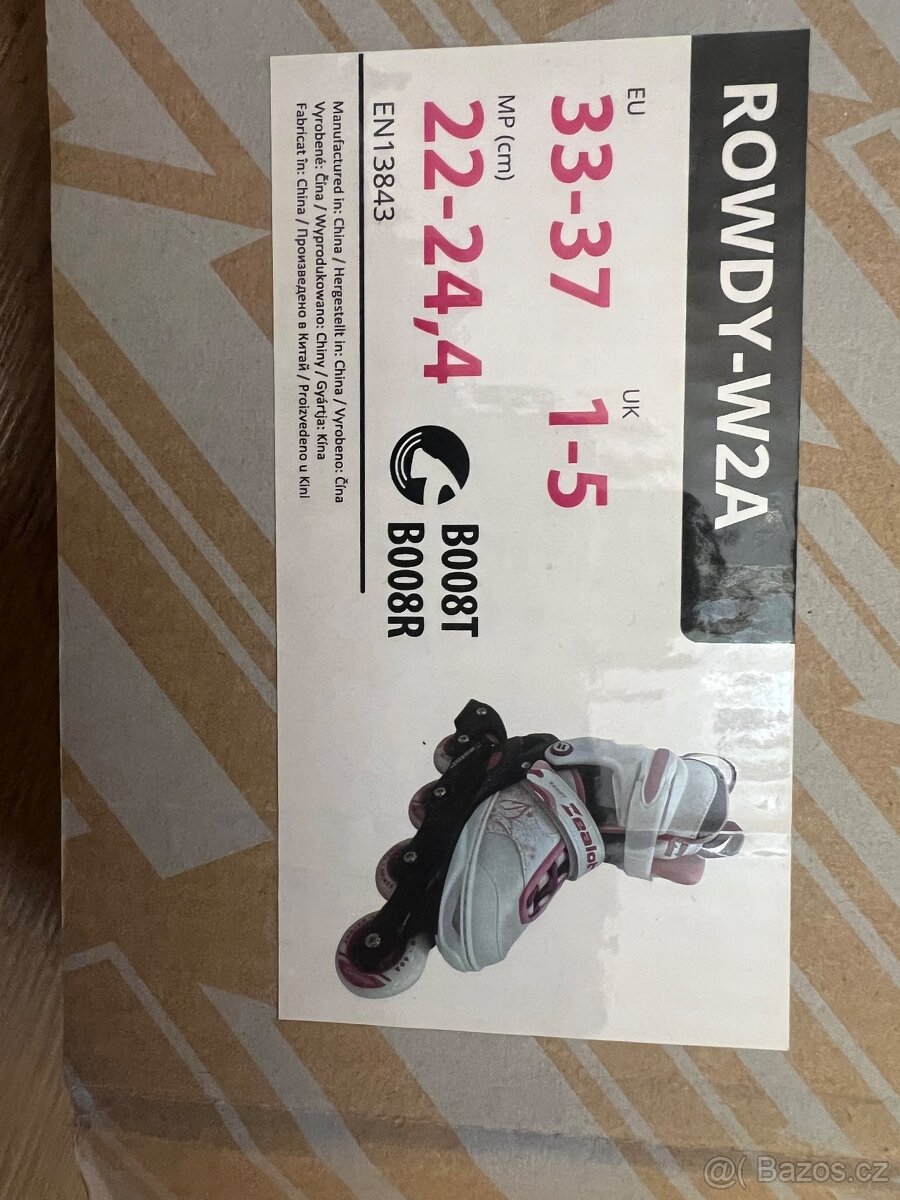 ROWDY-W2A
EU
33-37
UK
1-5
MP (cm)
22-24,4
B008T
B008R
EN13843
Manufactured in: China / Hergestellt in: China / Vyrobeno: Čína
Vyrobené: Čína / Wyprodukowano: Chiny / Gyártja: Kína
Fabricat în: China / Произведено в Китай / Proizvedeno u Kini
Zealot
@( Bazos.cz